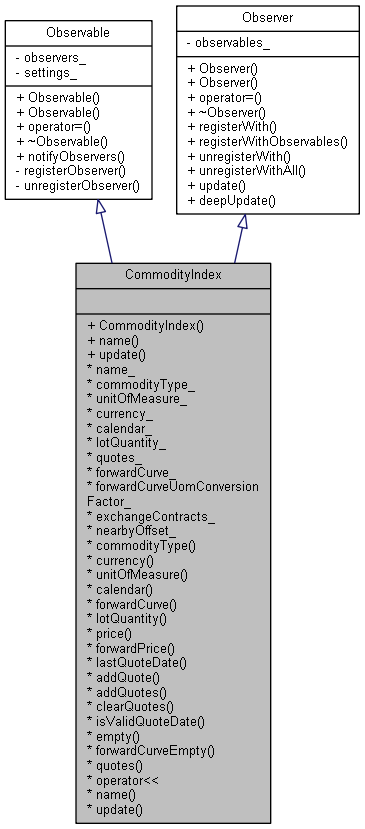 Observable
- observers_
- settings_
+ Observable()
+ Observable()
+ operator=()
+ ~Observable()
+ notifyObservers()
- registerObserver()
- unregisterObserver()
Observer
- observables_
+ Observer()
+ Observer()
+ operator=()
+ ~Observer()
+ registerWith()
+ registerWithObservables()
+ unregisterWith()
+ unregisterWithAll()
+ update()
+ deepUpdate()
CommodityIndex
+ CommodityIndex()
+ name()
+ update()
* name_
* commodityType_
* unitOfMeasure_
* currency_
* calendar_
* lotQuantity_
* quotes_
* forwardCurve_
* forwardCurveUomConversion
Factor_
* exchangeContracts_
* nearbyOffset_
* commodityType()
* currency()
* unitOfMeasure()
* calendar()
* forwardCurve()
* lotQuantity()
* price()
* forwardPrice()
* lastQuoteDate()
* addQuote()
* addQuotes()
* clearQuotes()
* isValidQuoteDate()
* empty()
* forwardCurveEmpty()
* quotes()
* operator<<
* name()
* update()